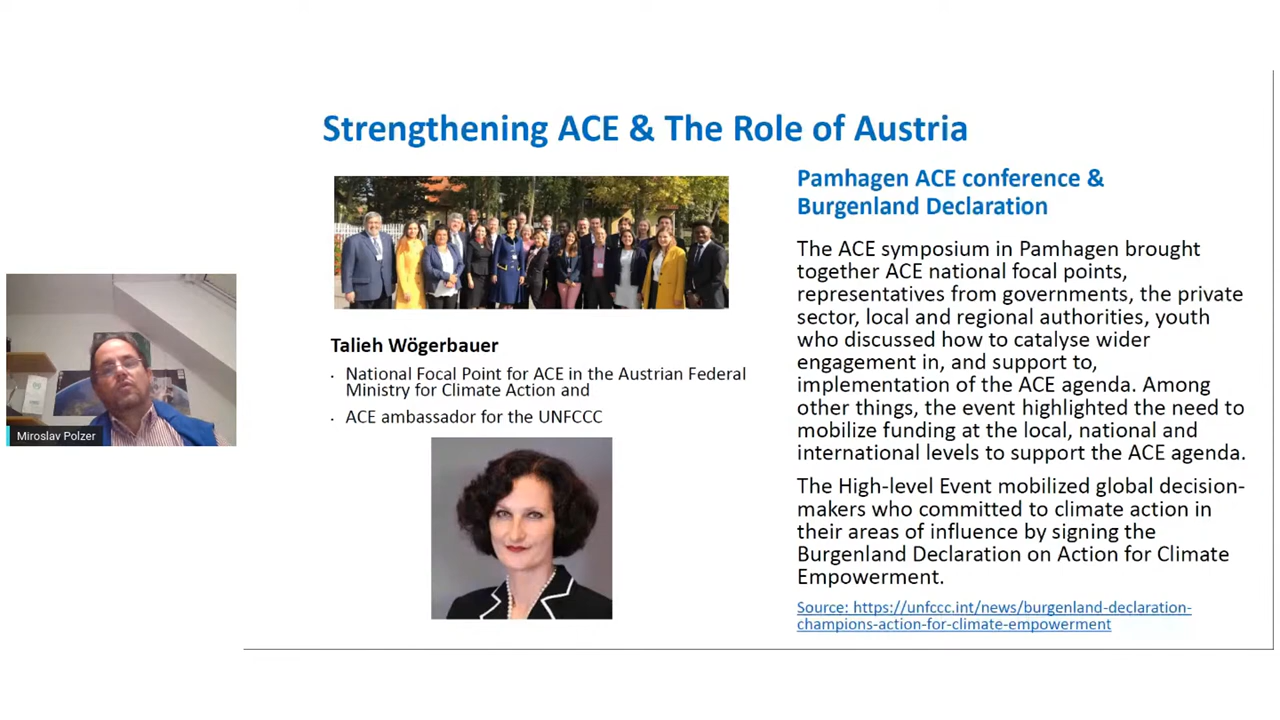 Strengthening ACE & The Role of Austria
Talieh Wögerbauer
· National Focal Point for ACE in the Austrian Federal
Ministry for Climate Action and
· ACE ambassador for the UNFCCC
Pamhagen ACE conference &
Burgenland Declaration
The ACE symposium in Pamhagen brought
together ACE national focal points,
representatives from governments, the private
sector, local and regional authorities, youth
who discussed how to catalyse wider
engagement in, and support to,
implementation of the ACE agenda. Among
other things, the event highlighted the need to
mobilize funding at the local, national and
international levels to support the ACE agenda.
The High-level Event mobilized global decision-
makers who committed to climate action in
their areas of influence by signing the
Burgenland Declaration on Action for Climate
Empowerment.
Source: https://unfccc.int/news/burgenland-declaration-
champions-action-for-climate-empowerment
Miroslav Polzer